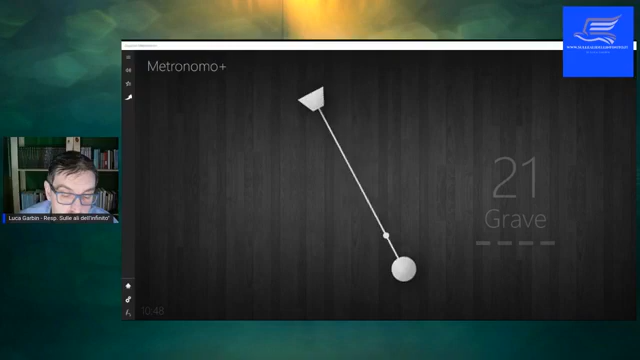 Metronomo+
21
Grave
10:48
Luca Garbin - Resp. Sulle ali dell'infinito"